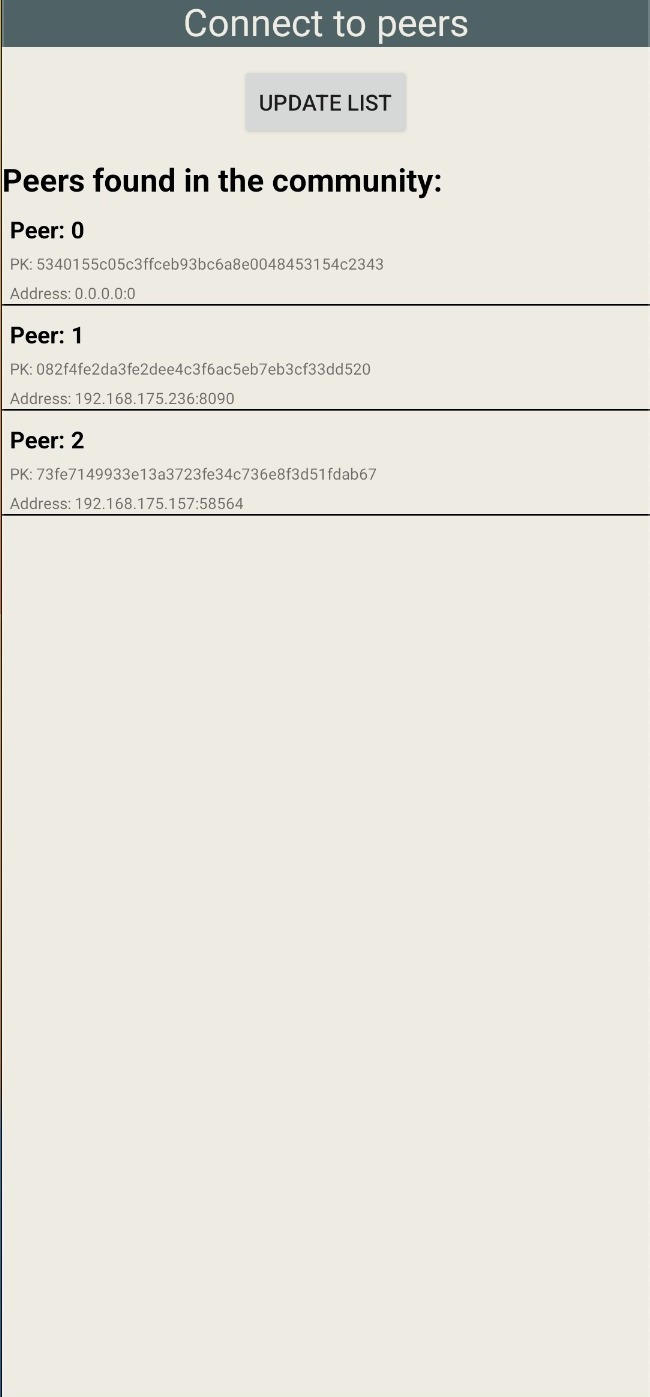 Connect to peers
UPDATE LIST
Peers found in the community:
Peer: 0
PK: 5340155c05c3ffceb93bc6a8e0048453154c2343
Address: 0.0.0.0:0
Peer: 1
PK: 082f4fe2da3fe2dee4c3f6ac5eb7eb3cf33dd520
Address: 192.168.175.236:8090
Peer: 2
PK: 73fe7149933e13a3723fe34c736e8f3d51fdab67
Address: 192.168.175.157:58564